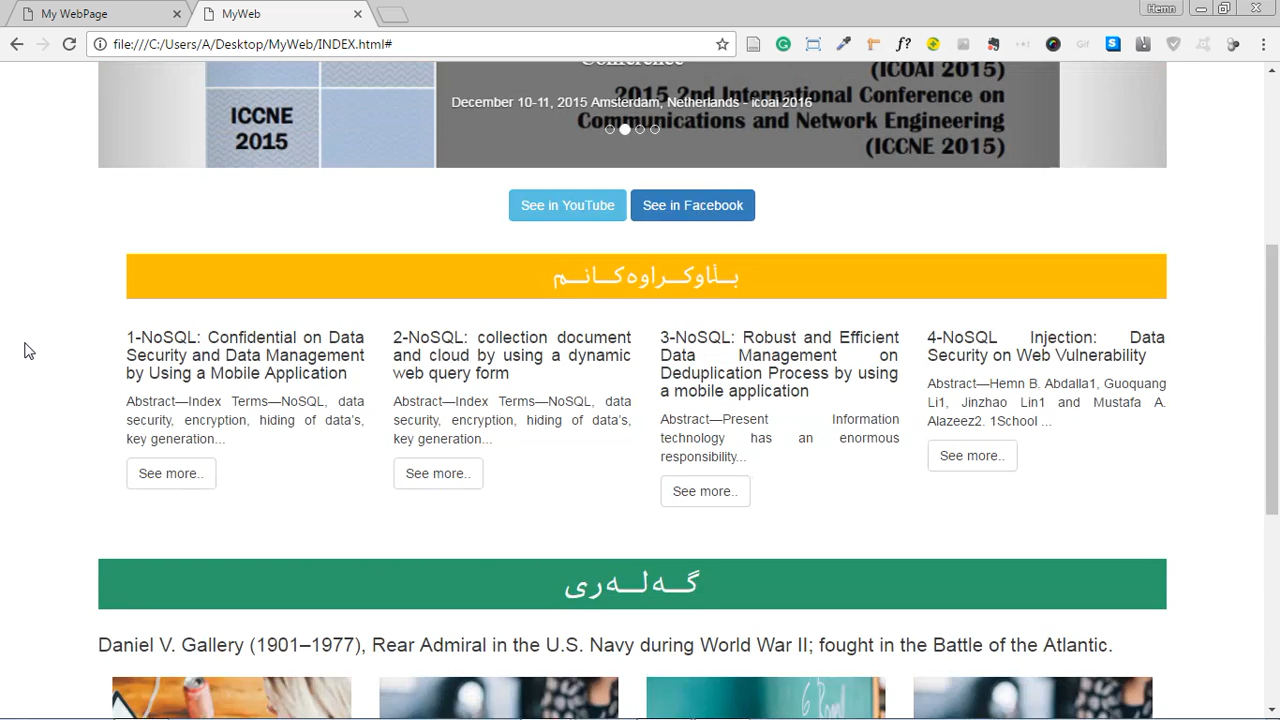 My WebPage
MyWeb
Hemn
file:///C:/Users/A/Desktop/MyWeb/INDEX.html#
Conference
(ICOAI 2015)
December 10-11, 2015 Amsterdam, Netherlands - icoal 2016
2015 2nd International Conference on
Communications and Network Engineering
(ICCNE 2015)
ICCNE
2015
See in YouTube
See in Facebook
بـڵاوکـراوەکـانـم
1-NoSQL: Confidential on Data
Security and Data Management
by Using a Mobile Application
Abstract—Index Terms—NoSQL, data
security, encryption, hiding of data's,
key generation...
See more..
2-NoSQL: collection document
and cloud by using a dynamic
web query form
Abstract—Index Terms—NoSQL, data
security, encryption, hiding of data's,
key generation...
See more..
3-NoSQL: Robust and Efficient
Data Management on
Deduplication Process by using
a mobile application
Abstract—Present Information
technology has an enormous
responsibility...
See more..
4-NoSQL Injection: Data
Security on Web Vulnerability
Abstract—Hemn B. Abdalla1, Guoquang
Li1, Jinzhao Lin1 and Mustafa A.
Alazeez2. 1School ...
See more..
گـەلـەری
Daniel V. Gallery (1901–1977), Rear Admiral in the U.S. Navy during World War II; fought in the Battle of the Atlantic.